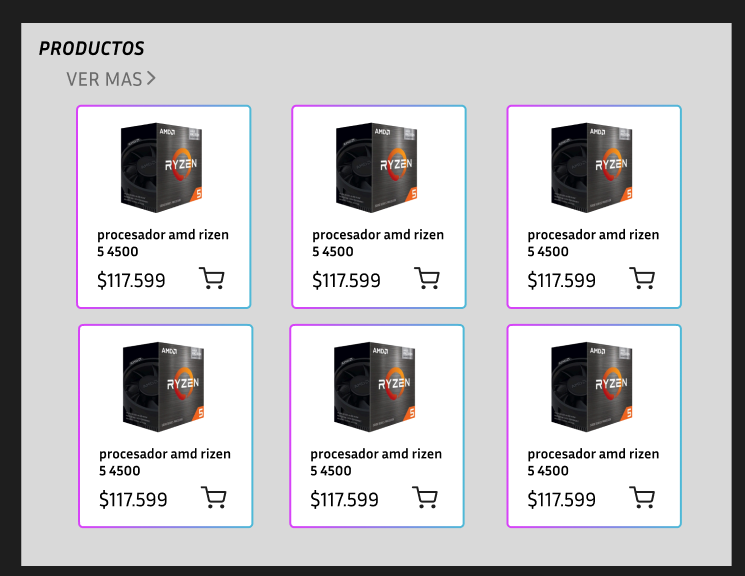 PRODUCTOS
VER MAS
AMD
RYZEN
5
AMD
RYZEN
5
AMD
RYZEN
5
procesador amd rizen
5 4500
$117.599
procesador amd rizen
5 4500
$117.599
procesador amd rizen
5 4500
$117.599
AMD
RYZEN
5
AMD
RYZEN
5
AMD
RYZEN
5
procesador amd rizen
5 4500
$117.599
procesador amd rizen
5 4500
$117.599
procesador amd rizen
5 4500
$117.599